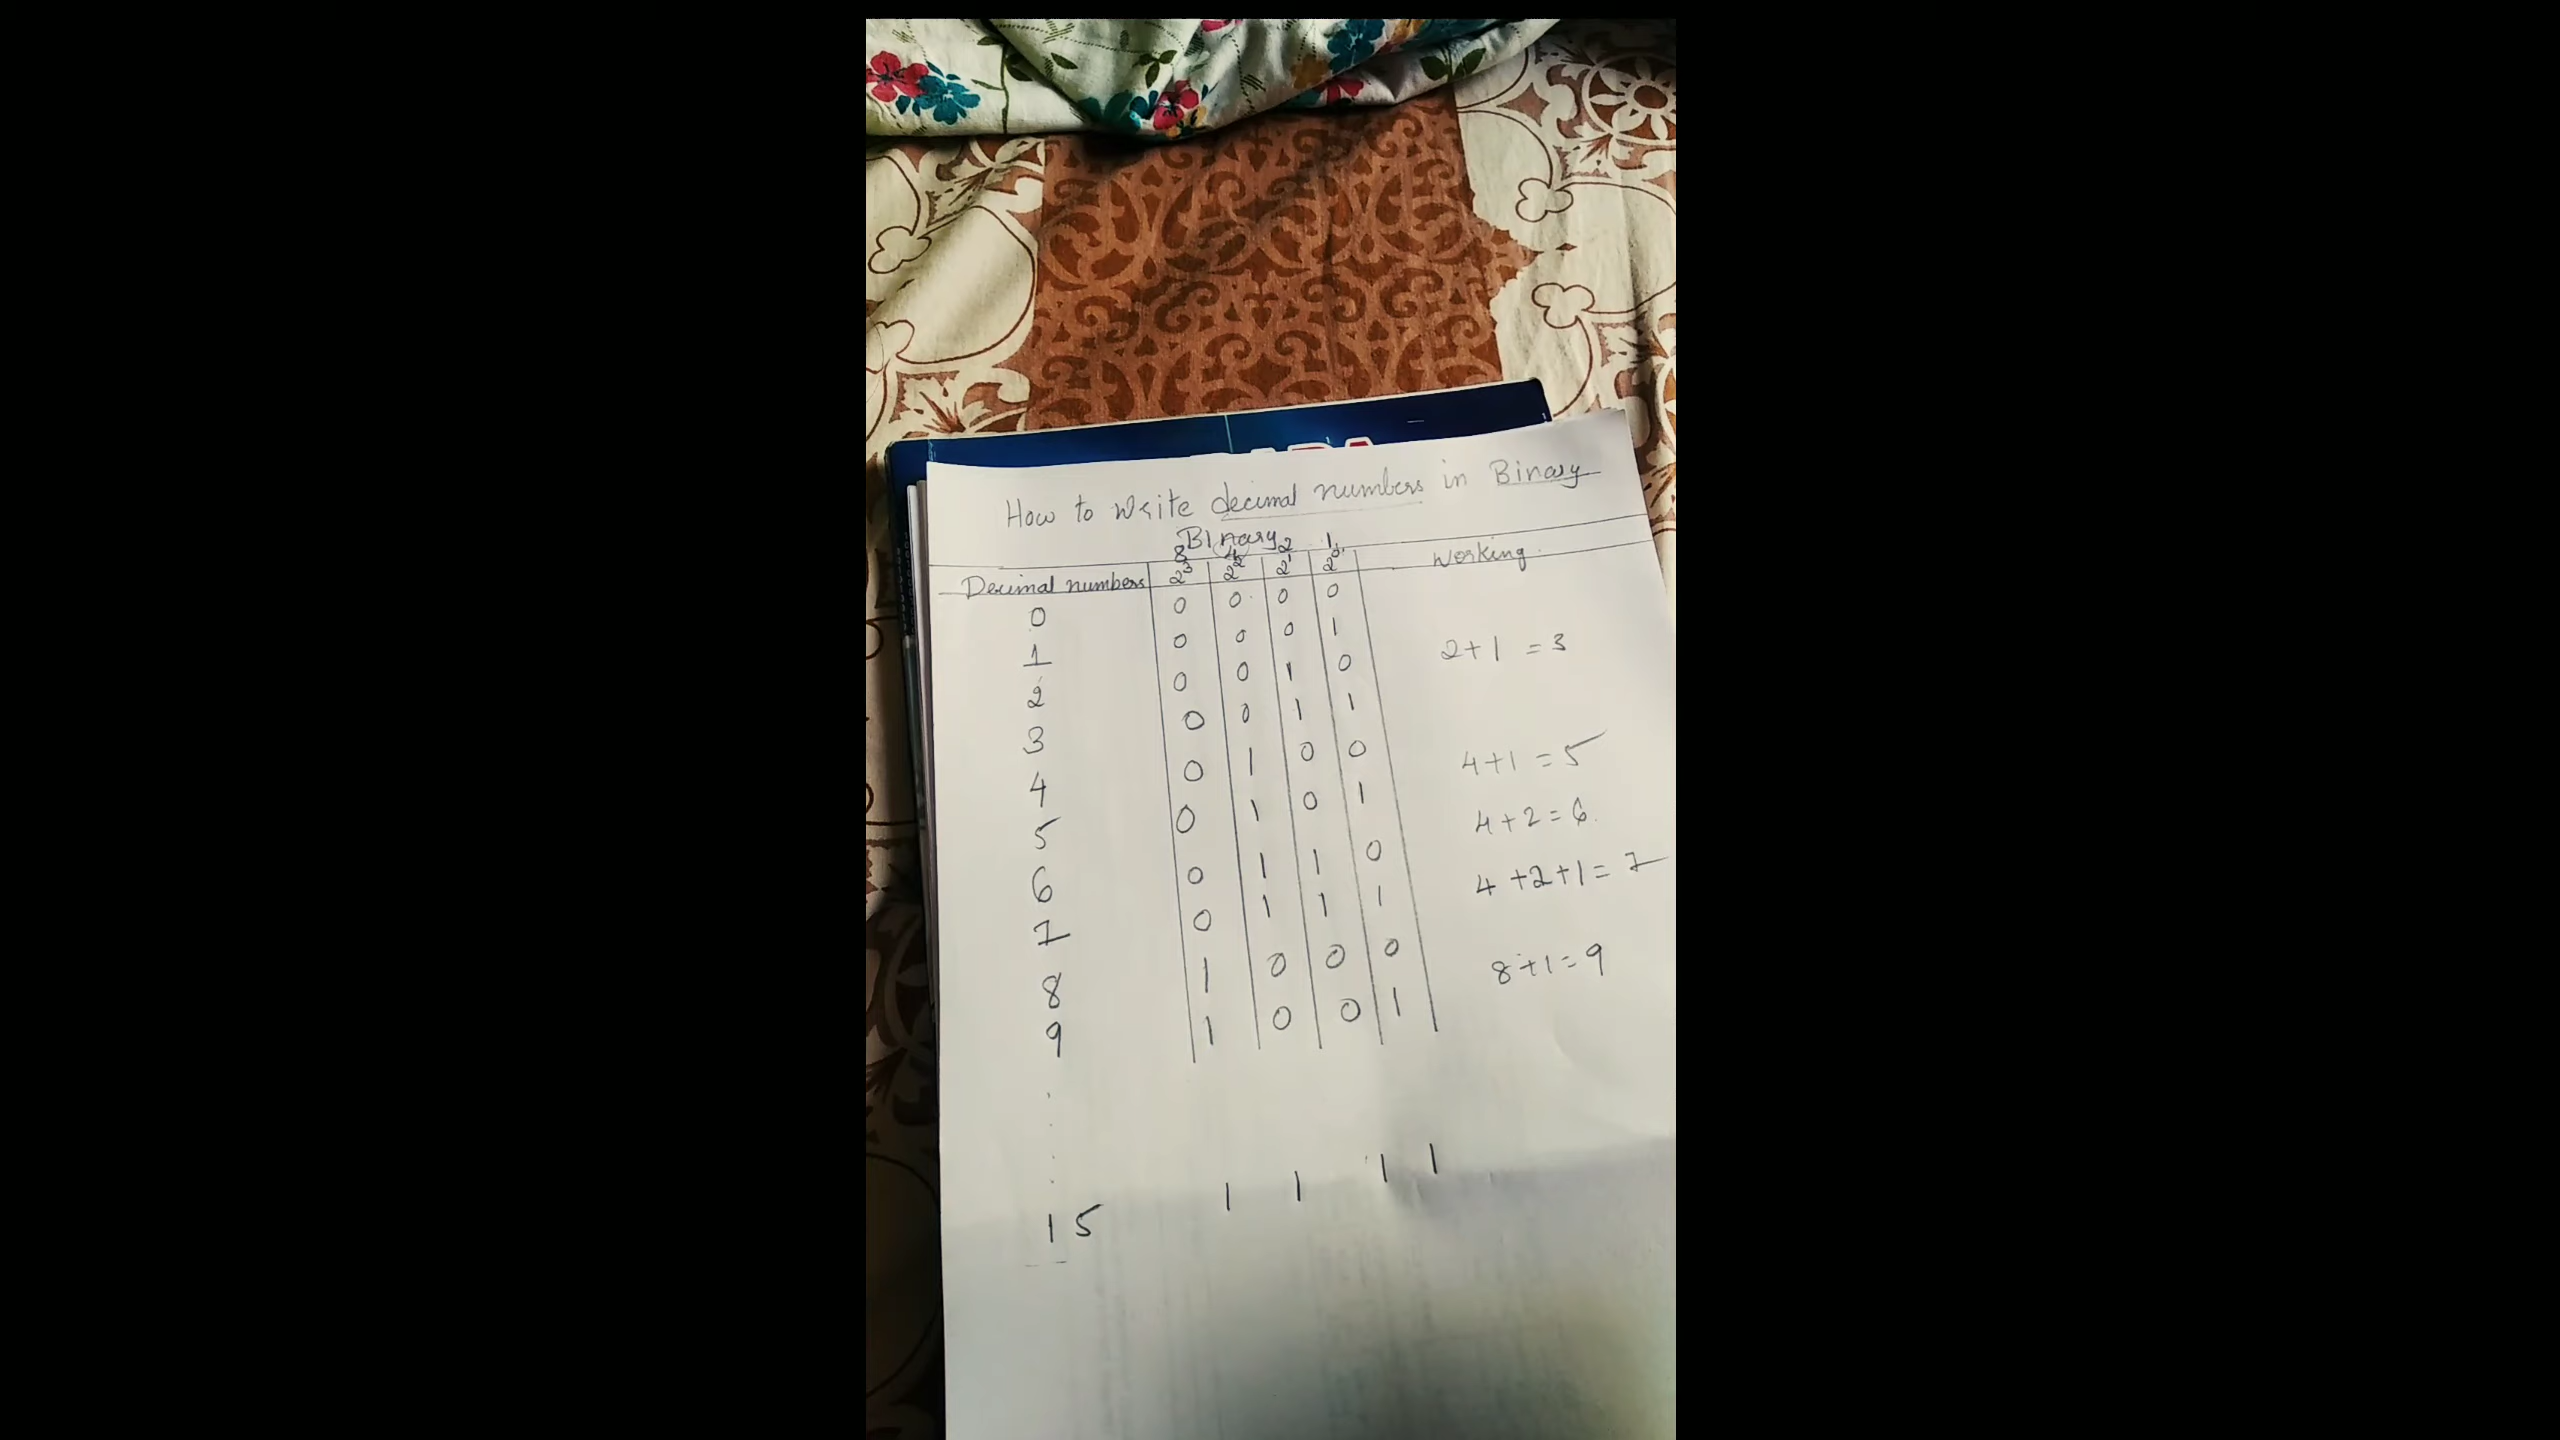 How to write decimal numbers in Binary
Binary
8 4 2 1
Decimal numbers 2³ 2² 2¹ 2⁰ Working
0 0 0 0 0
1 0 0 0 1
2 0 0 1 0 2+1 = 3
3 0 0 1 1
4 0 1 0 0 4+1 = 5
5 0 1 0 1 4+2=6.
6 0 1 1 0 4+2+1= 7
7 0 1 1 1
8 1 0 0 0 8+1=9
9 1 0 0 1
15 1 1 1 1